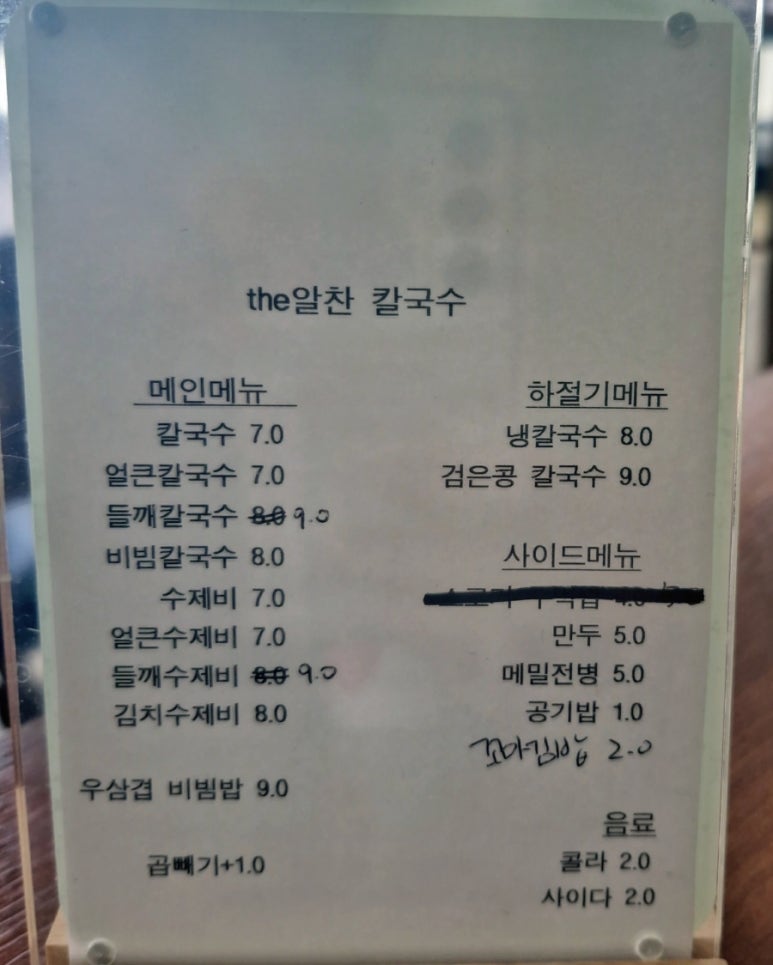 the알찬 칼국수
메인메뉴
칼국수 7.0
얼큰칼국수 7.0
들깨칼국수 8.0 9.0
비빔칼국수 8.0
수제비 7.0
얼큰수제비 7.0
들깨수제비 8.0 9.0
김치수제비 8.0
우삼겹 비빔밥 9.0
곱빼기+1.0
하절기메뉴
냉칼국수 8.0
검은콩 칼국수 9.0
사이드메뉴
만두 5.0
메밀전병 5.0
공기밥 1.0
꼬마김밥 2.0
음료
콜라 2.0
사이다 2.0